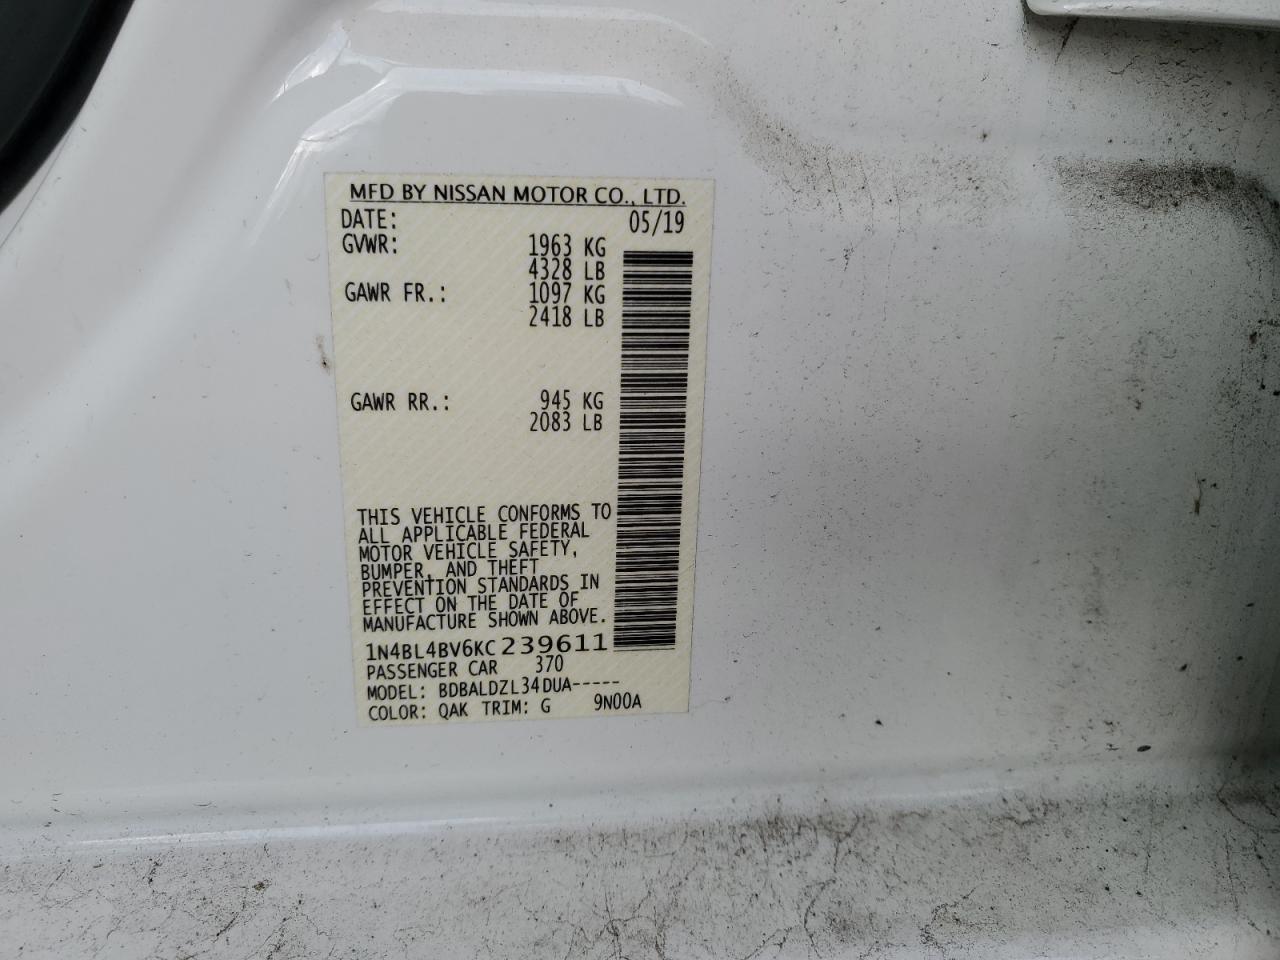 MFD BY NISSAN MOTOR CO., LTD.
DATE: 05/19
GVWR: 1963 KG
4328 LB
GAWR FR.: 1097 KG
2418 LB
GAWR RR.: 945 KG
2083 LB
THIS VEHICLE CONFORMS TO
ALL APPLICABLE FEDERAL
MOTOR VEHICLE SAFETY,
BUMPER, AND THEFT
PREVENTION STANDARDS IN
EFFECT ON THE DATE OF
MANUFACTURE SHOWN ABOVE.
1N4BL4BV6KC239611
PASSENGER CAR 370
MODEL: BDBALDZL34DUA-----
COLOR: QAK TRIM: G 9N00A